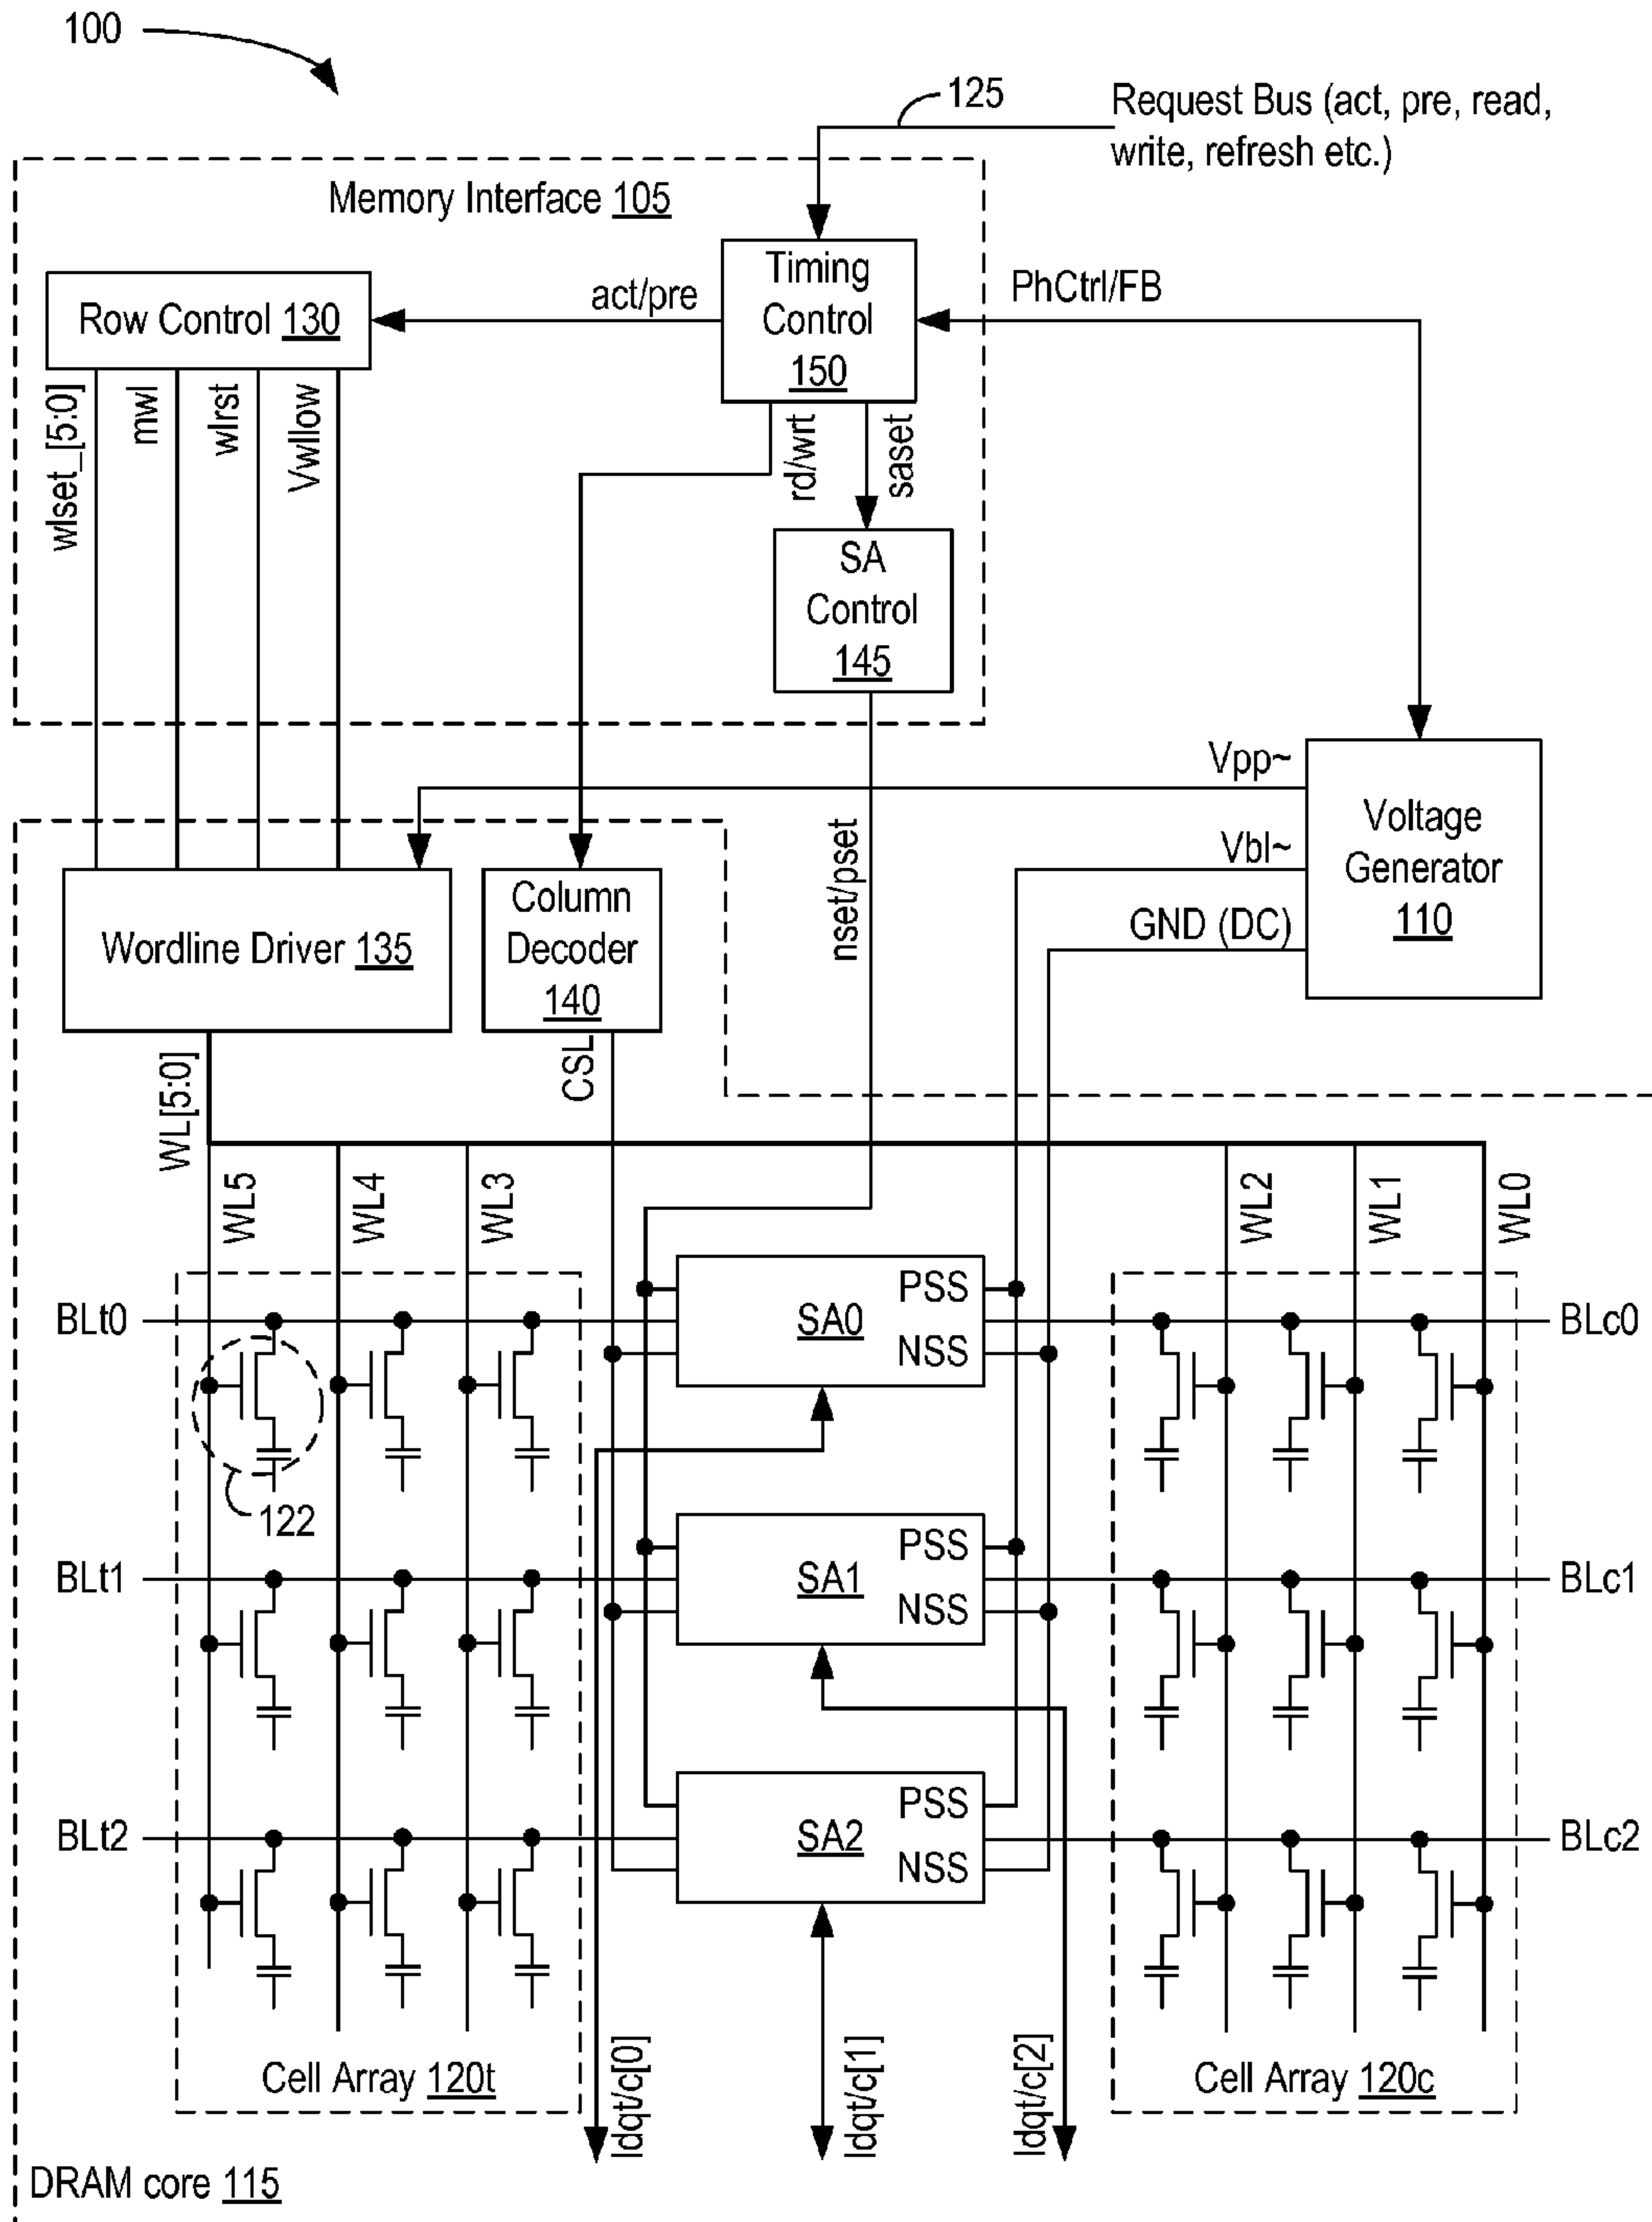 100
125
Request Bus (act, pre, read,
write, refresh etc.)
Memory Interface 105
Timing
Control
150
PhCtrl/FB
act/pre
Row Control 130
wlset_[5:0]
mwl
wlrst
Vwllow
rd/wrt
saset
SA
Control
145
Vpp~
Vbl~
GND (DC)
Voltage
Generator
110
nset/pset
Wordline Driver 135
Column
Decoder
140
WL[5:0]
CSL
WL5
WL4
WL3
WL2
WL1
WL0
BLt0
SA0
PSS
NSS
BLc0
122
BLt1
SA1
PSS
NSS
BLc1
BLt2
SA2
PSS
NSS
BLc2
Cell Array 120t
ldqt/c[0]
ldqt/c[1]
ldqt/c[2]
Cell Array 120c
DRAM core 115